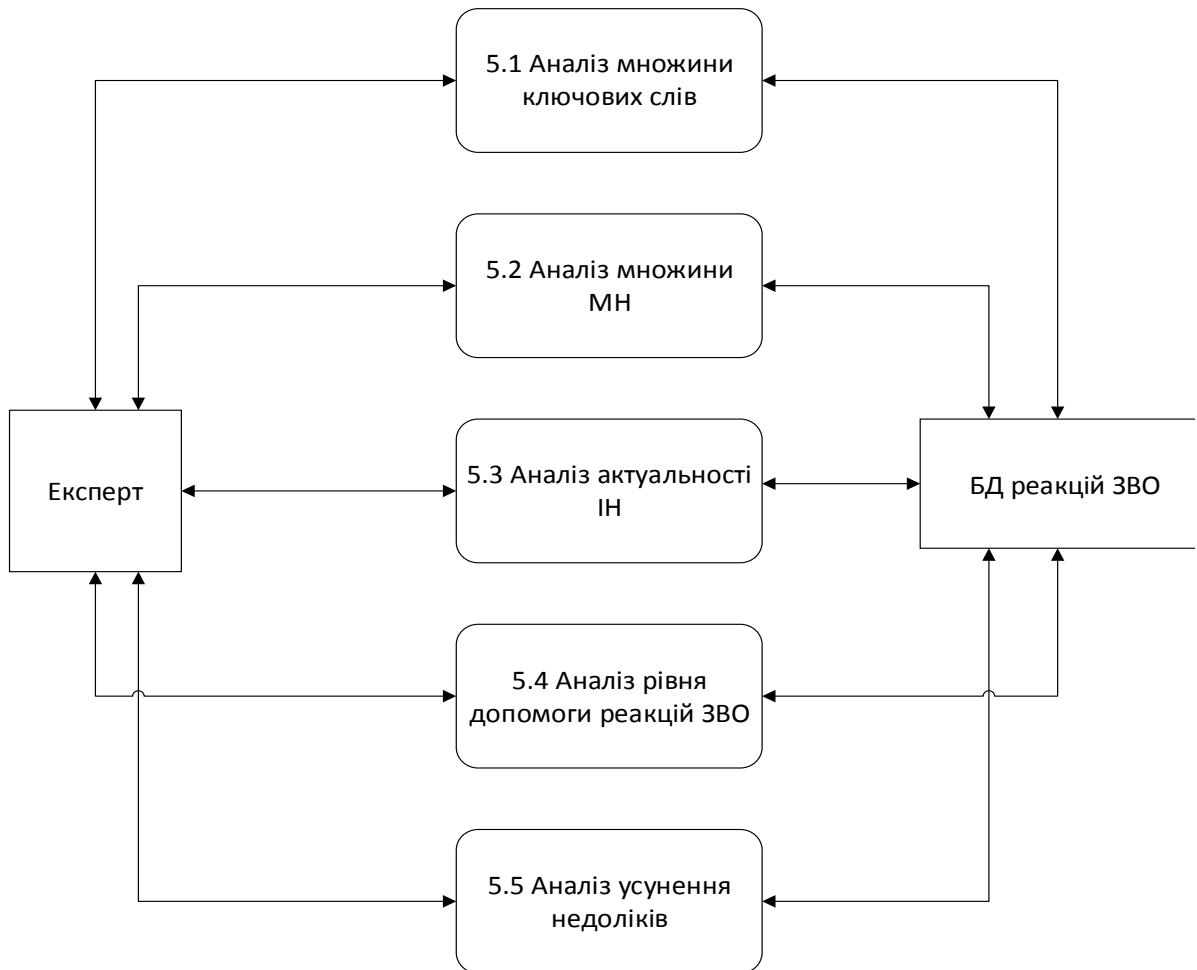 5.1 Аналіз множини
ключових слів
5.2 Аналіз множини
МН
Експерт
5.3 Аналіз актуальності
ІН
БД реакцій ЗВО
5.4 Аналіз рівня
допомоги реакцій ЗВО
5.5 Аналіз усунення
недоліків